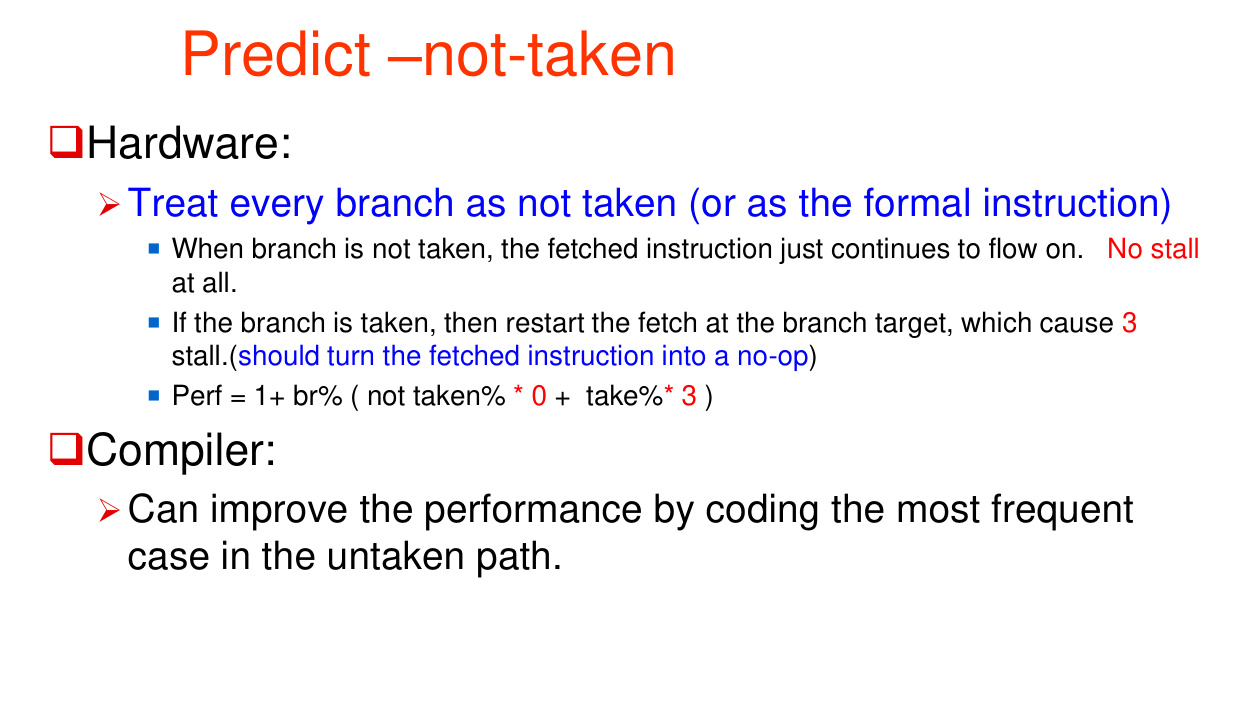 Predict –not-taken
Hardware:
Treat every branch as not taken (or as the formal instruction)
When branch is not taken, the fetched instruction just continues to flow on. No stall
at all.
If the branch is taken, then restart the fetch at the branch target, which cause 3
stall.(should turn the fetched instruction into a no-op)
Perf = 1+ br% ( not taken% * 0 + take%* 3 )
Compiler:
Can improve the performance by coding the most frequent
case in the untaken path.